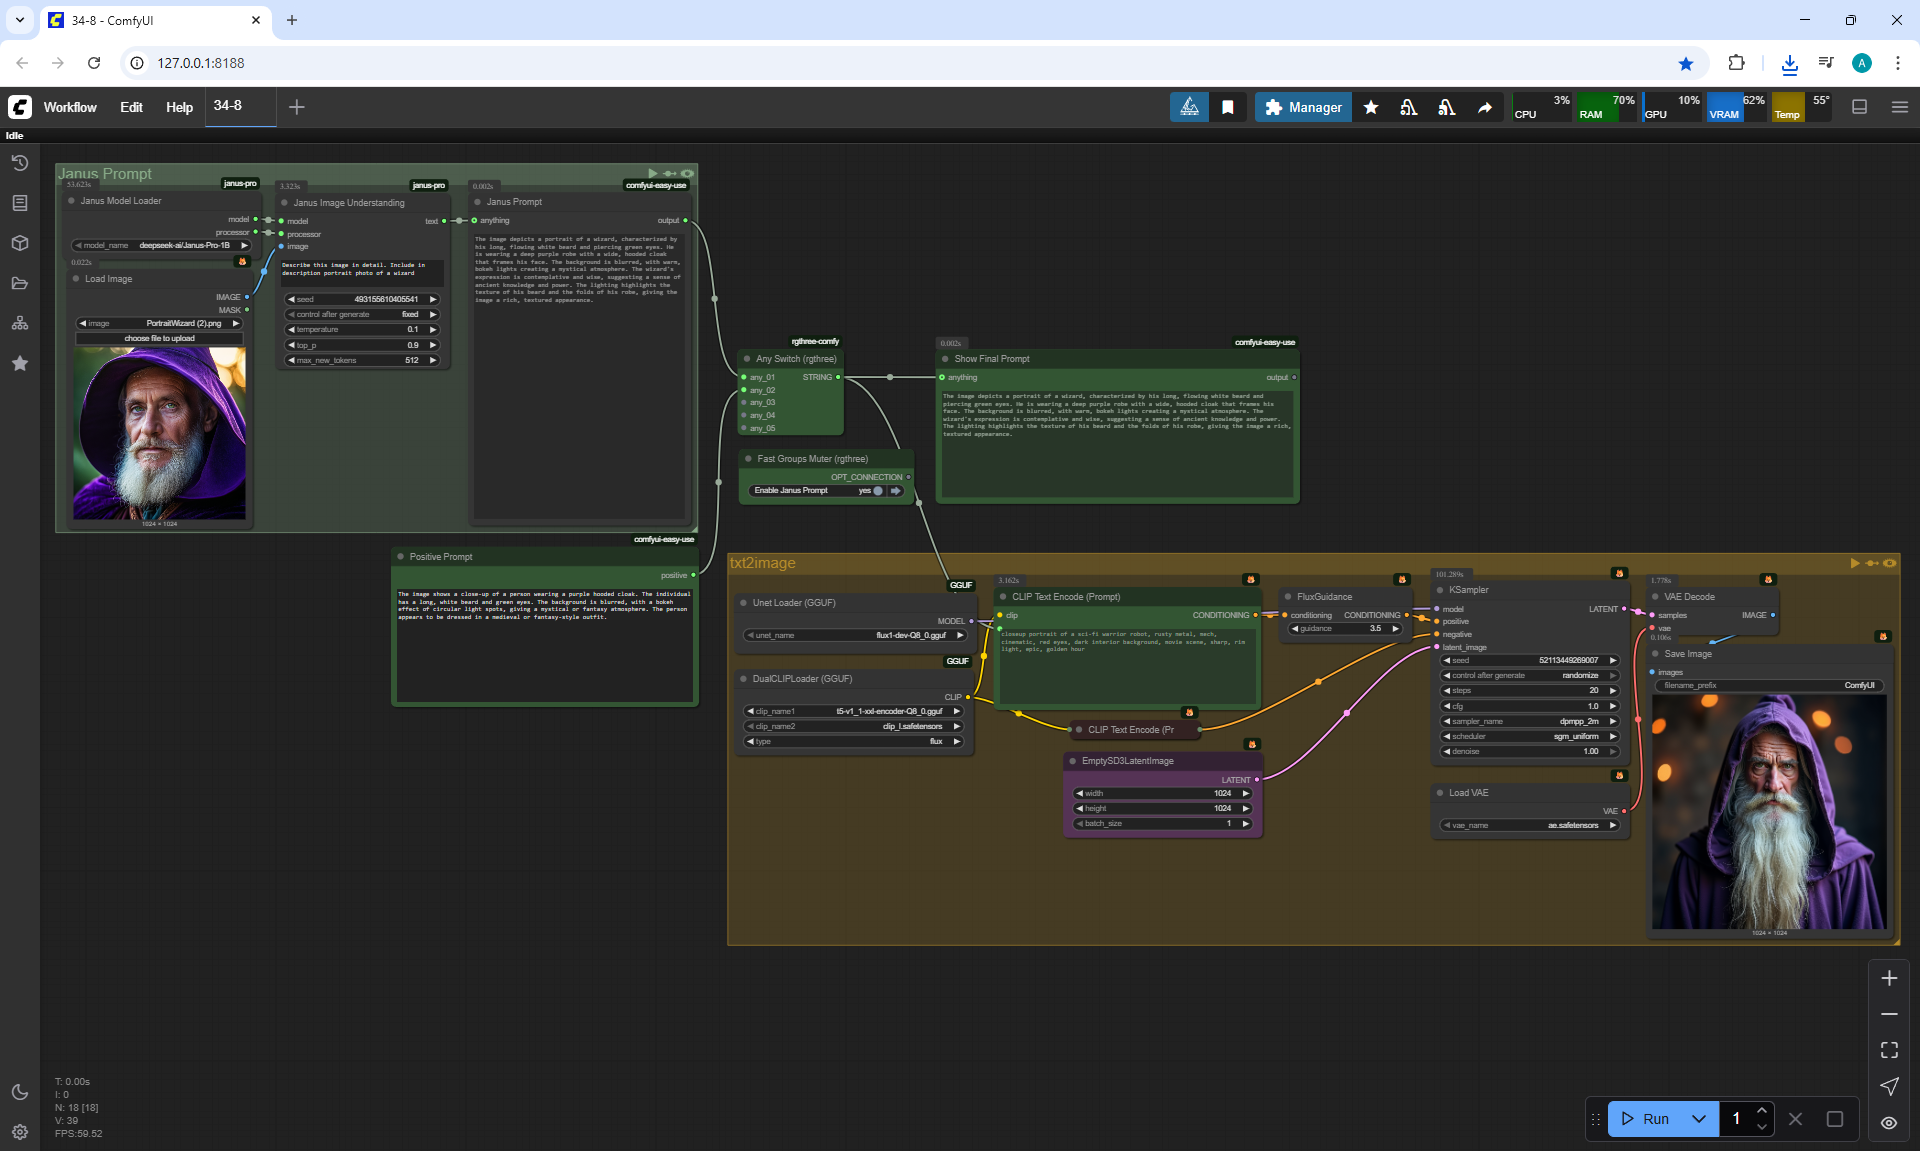 34-8 - ComfyUI
127.0.0.1:8188
Workflow Edit Help 34-8
Manager
CPU 3% RAM 70% GPU 10% VRAM 62% Temp 55°
Idle
Janus Prompt
53.623s janus-pro
Janus Model Loader
model
processor
model_name deepseek-ai/Janus-Pro-1B
0.022s
Load Image
IMAGE
MASK
image PortraitWizard (2).png
choose file to upload
1024 × 1024
3.323s janus-pro
Janus Image Understanding
model text
processor
image
Describe this image in detail. Include in
description portrait photo of a wizard
seed 493155610405541
control after generate fixed
temperature 0.1
top_p 0.9
max_new_tokens 512
0.002s comfyui-easy-use
Janus Prompt
anything output
The image depicts a portrait of a wizard, characterized by
his long, flowing white beard and piercing green eyes. He
is wearing a deep purple robe with a wide, hooded cloak
that frames his face. The background is blurred, with warm,
bokeh lights creating a mystical atmosphere. The wizard's
expression is contemplative and wise, suggesting a sense of
ancient knowledge and power. The lighting highlights the
texture of his beard and the folds of his robe, giving the
image a rich, textured appearance.
rgthree-comfy
Any Switch (rgthree)
any_01 STRING
any_02
any_03
any_04
any_05
Fast Groups Muter (rgthree)
OPT_CONNECTION
Enable Janus Prompt yes
0.002s comfyui-easy-use
Show Final Prompt
anything output
The image depicts a portrait of a wizard, characterized by his long, flowing white beard and
piercing green eyes. He is wearing a deep purple robe with a wide, hooded cloak that frames his
face. The background is blurred, with warm, bokeh lights creating a mystical atmosphere. The
wizard's expression is contemplative and wise, suggesting a sense of ancient knowledge and power.
The lighting highlights the texture of his beard and the folds of his robe, giving the image a rich,
textured appearance.
comfyui-easy-use
Positive Prompt
positive
The image shows a close-up of a person wearing a purple hooded cloak. The individual
has a long, white beard and green eyes. The background is blurred, with a bokeh
effect of circular light spots, giving a mystical or fantasy atmosphere. The person
appears to be dressed in a medieval or fantasy-style outfit.
txt2image
GGUF
Unet Loader (GGUF)
MODEL
unet_name flux1-dev-Q8_0.gguf
GGUF
DualCLIPLoader (GGUF)
CLIP
clip_name1 t5-v1_1-xxl-encoder-Q8_0.gguf
clip_name2 clip_l.safetensors
type flux
3.162s
CLIP Text Encode (Prompt)
clip CONDITIONING
closeup portrait of a sci-fi warrior robot, rusty metal, mech,
cinematic, red eyes, dark interior background, movie scene, sharp, rim
light, epic, golden hour
CLIP Text Encode (Pr
EmptySD3LatentImage
LATENT
width 1024
height 1024
batch_size 1
FluxGuidance
conditioning CONDITIONING
guidance 3.5
101.289s
KSampler
model LATENT
positive
negative
latent_image
seed 52113449269007
control after generate randomize
steps 20
cfg 1.0
sampler_name dpmpp_2m
scheduler sgm_uniform
denoise 1.00
Load VAE
VAE
vae_name ae.safetensors
1.778s
VAE Decode
samples IMAGE
vae
0.106s
Save Image
images
filename_prefix ComfyUI
1024 × 1024
T: 0.00s
I: 0
N: 18 [18]
V: 39
FPS:59.52
Run 1